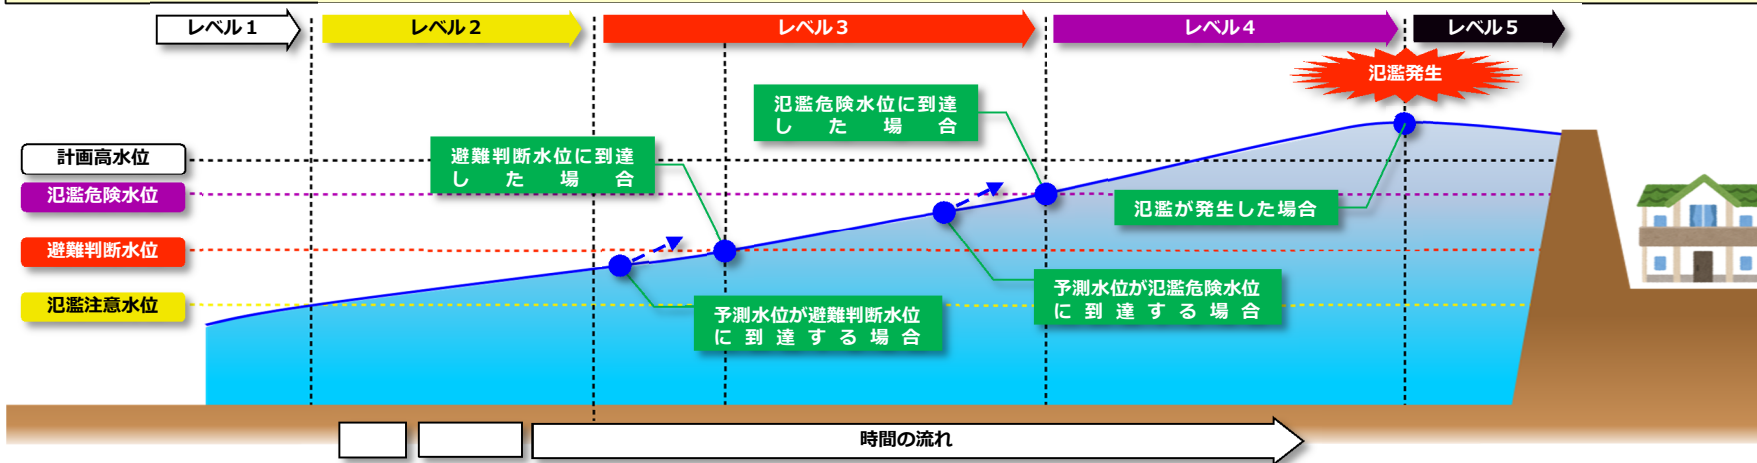 レベル1
レベル2
レベル3
レベル4
レベル5
氾濫発生
氾濫危険水位に到達
した場合
避難判断水位に到達
した場合
計画高水位
氾濫危険水位
氾濫が発生した場合
避難判断水位
予測水位が氾濫危険水位
に到達する場合
氾濫注意水位
予測水位が避難判断水位
に到達する場合
時間の流れ